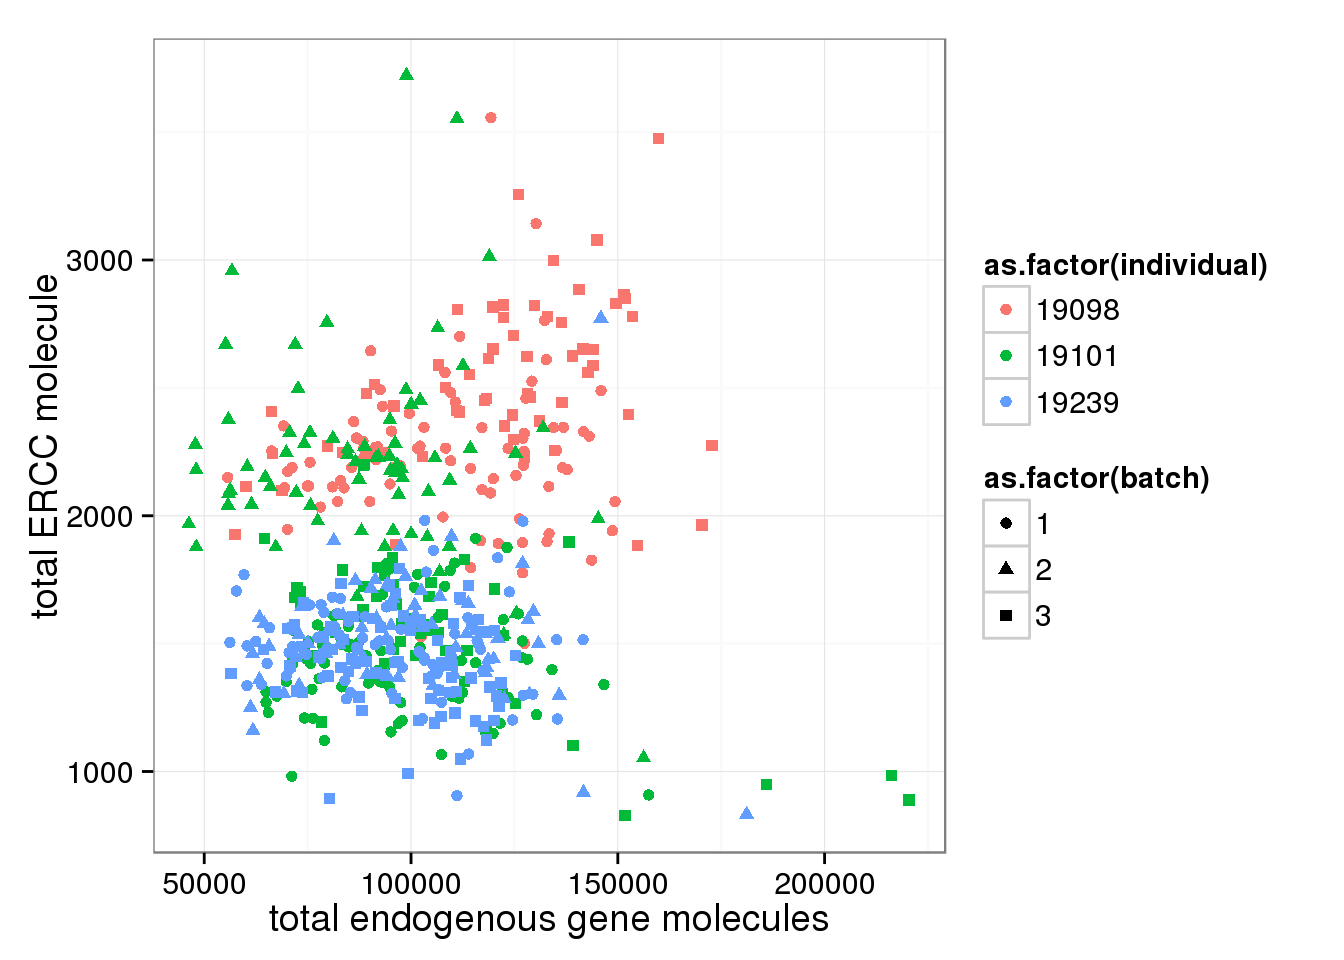 3000
2000
1000
total ERCC molecule
50000 100000 150000 200000
total endogenous gene molecules
as.factor(individual)
19098
19101
19239
as.factor(batch)
1
2
3